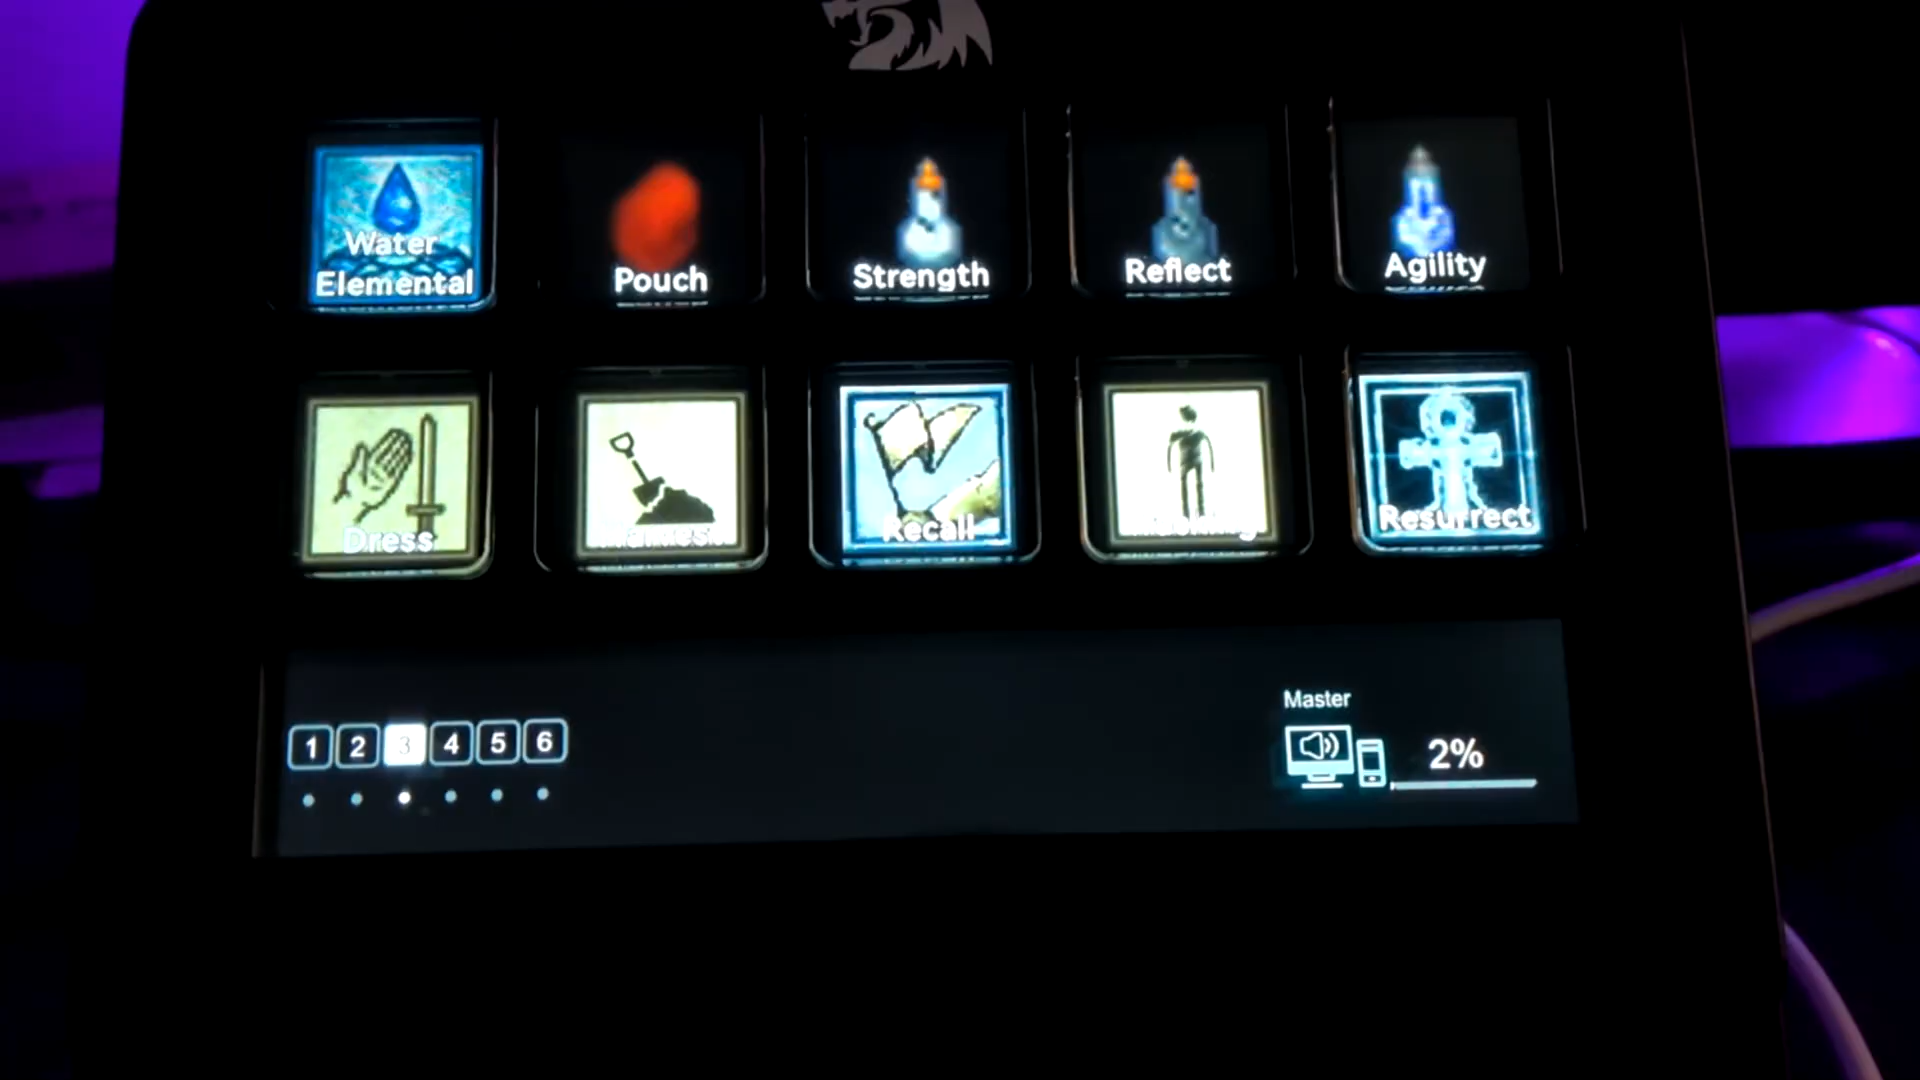 Water
Elemental
Pouch
Strength
Reflect
Agility
Dress
Recall
Resurrect
Master
1 2 3 4 5 6
2%